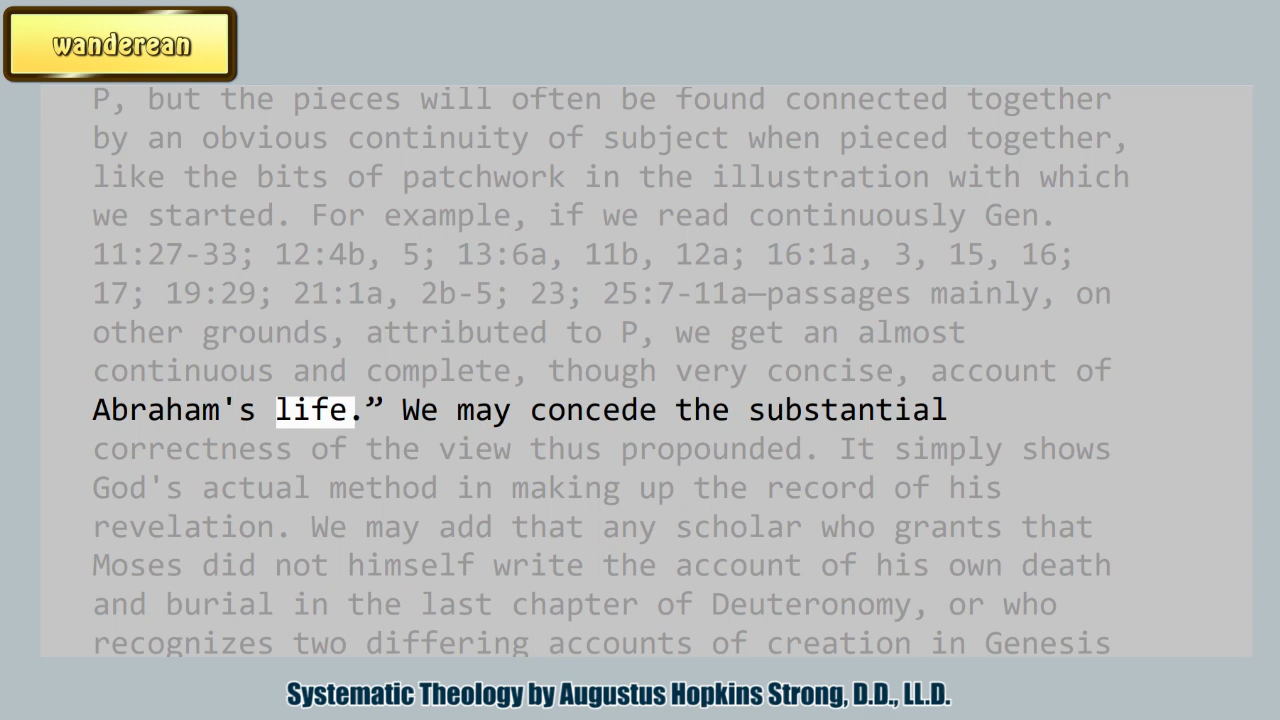 wanderean
P, but the pieces will often be found connected together
by an obvious continuity of subject when pieced together,
like the bits of patchwork in the illustration with which
we started. For example, if we read continuously Gen.
11:27-33; 12:4b, 5; 13:6a, 11b, 12a; 16:1a, 3, 15, 16;
17; 19:29; 21:1a, 2b-5; 23; 25:7-11a—passages mainly, on
other grounds, attributed to P, we get an almost
continuous and complete, though very concise, account of
Abraham's life.” We may concede the substantial
correctness of the view thus propounded. It simply shows
God's actual method in making up the record of his
revelation. We may add that any scholar who grants that
Moses did not himself write the account of his own death
and burial in the last chapter of Deuteronomy, or who
recognizes two differing accounts of creation in Genesis
Systematic Theology by Augustus Hopkins Strong, D.D., LL.D.